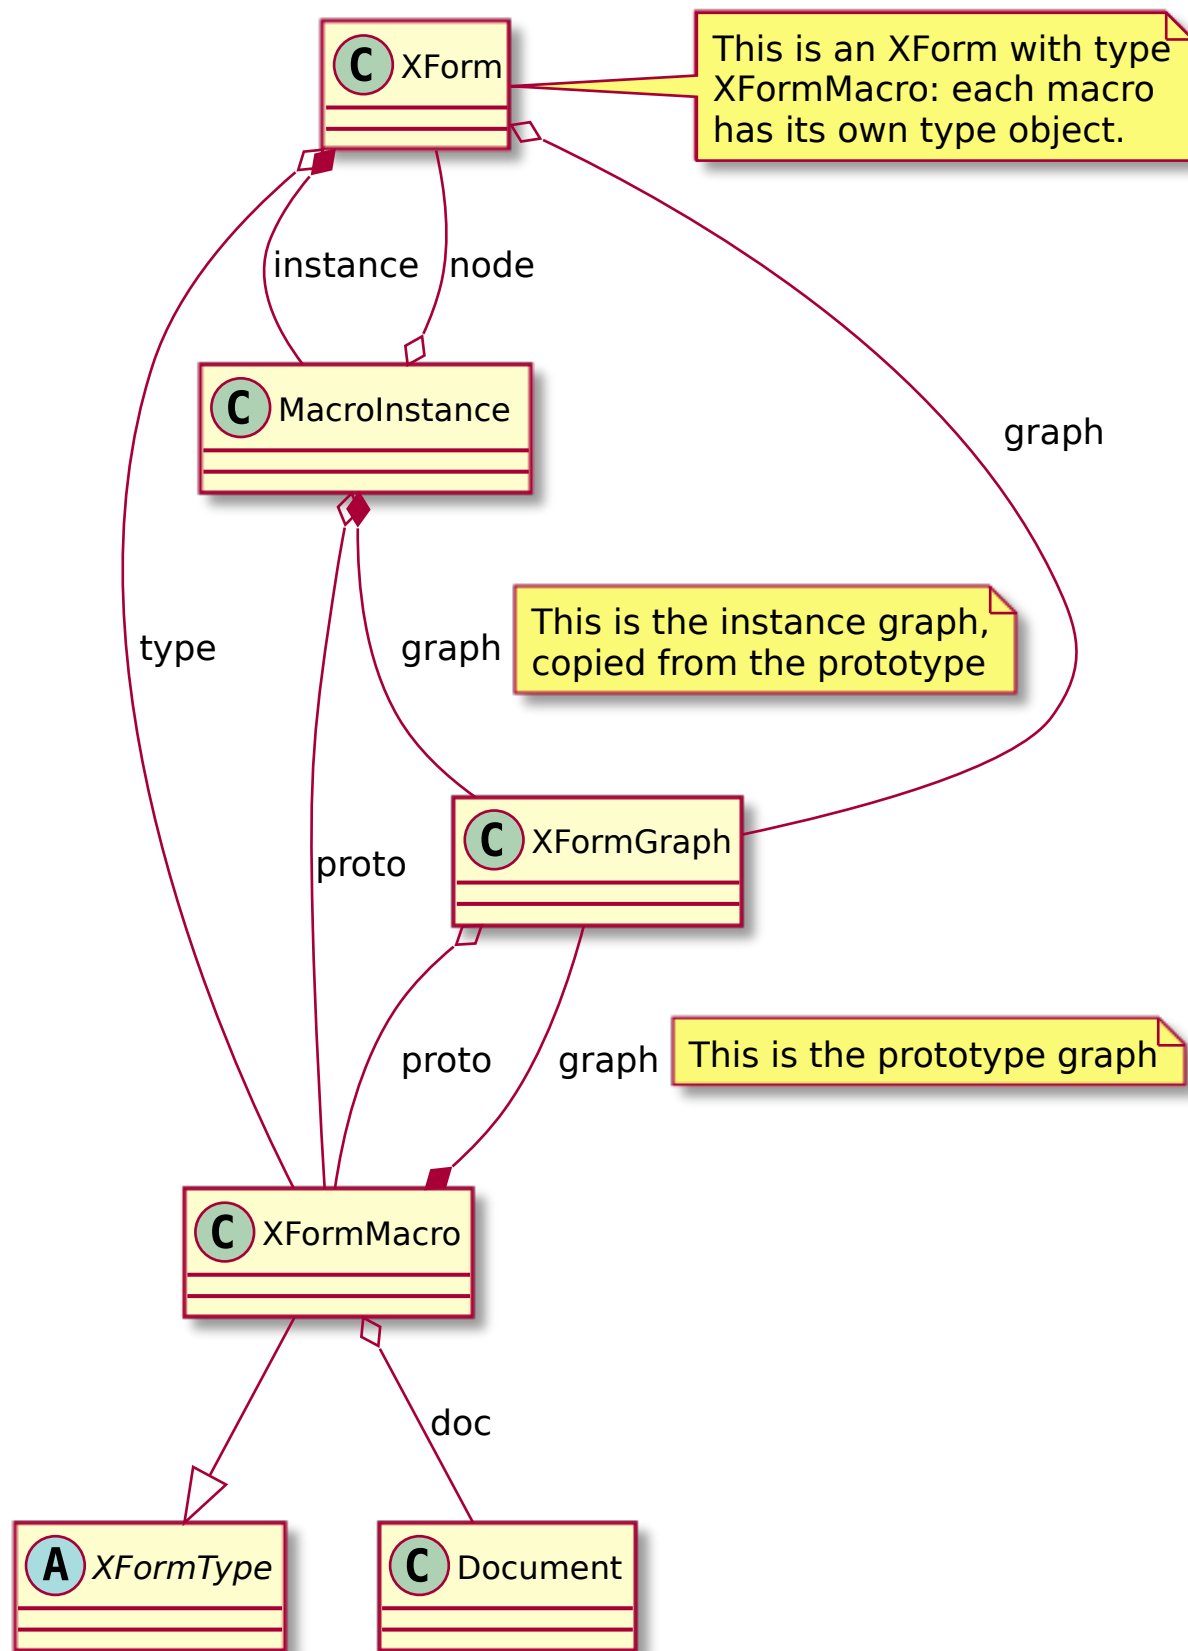 C XForm
This is an XForm with type
XFormMacro: each macro
has its own type object.
instance
node
graph
C MacroInstance
type
graph
This is the instance graph,
copied from the prototype
proto
C XFormGraph
proto
graph
This is the prototype graph
C XFormMacro
doc
A XFormType
C Document